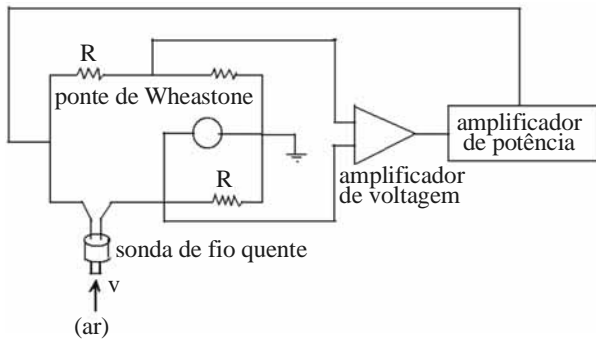 R
ponte de Wheastone
R
amplificador
de voltagem
amplificador
de potência
sonda de fio quente
v
(ar)